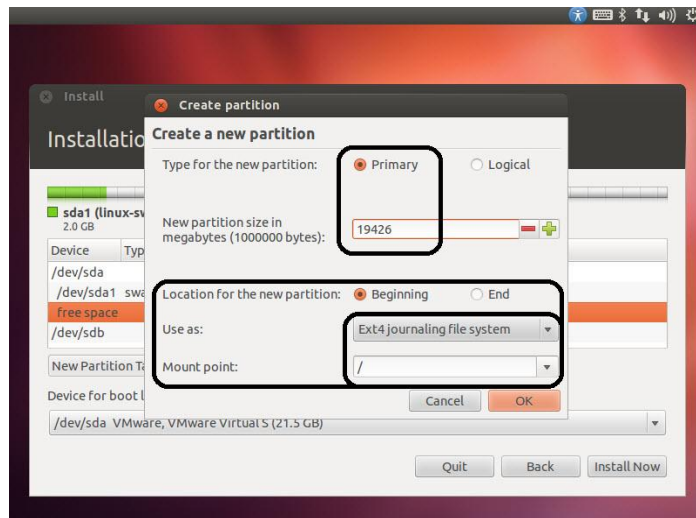 Install
Create partition
Installatio
Create a new partition
Type for the new partition:
Primary
Logical
sda1 (linux-sw
2.0 GB
New partition size in
megabytes (1000000 bytes):
19426
Device Typ
/dev/sda
/dev/sda1 swa
Location for the new partition:
Beginning
End
free space
/dev/sdb
Use as:
Ext4 journaling file system
New Partition Ta
Mount point:
/
Device for boot l
Cancel
OK
/dev/sda VMware, VMware Virtual S (21.5 GB)
Quit
Back
Install Now